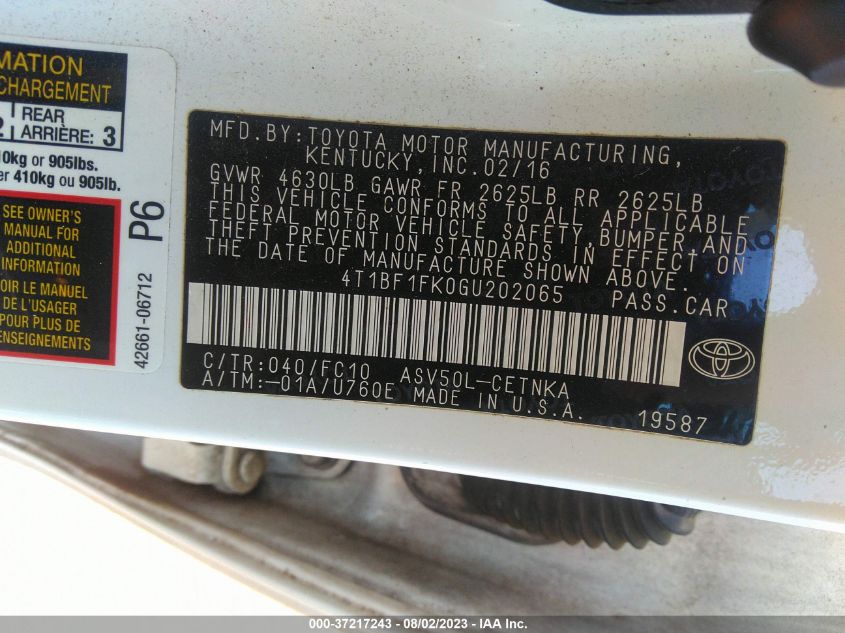 MATION
CHARGEMENT
2 REAR
ARRIÈRE: 3
0kg or 905lbs.
er 410kg ou 905lb.
SEE OWNER'S
MANUAL FOR
ADDITIONAL
INFORMATION
OIR LE MANUEL
DE L'USAGER
POUR PLUS DE
ENSEIGNEMENTS
P6
42661-06712
MFD.BY:TOYOTA MOTOR MANUFACTURING,
KENTUCKY, INC.02/16
GVWR 4630LB GAWR FR 2625LB RR 2625LB
THIS VEHICLE CONFORMS TO ALL APPLICABLE
FEDERAL MOTOR VEHICLE SAFETY,BUMPER,AND
THEFT PREVENTION STANDARDS IN EFFECT ON
THE DATE OF MANUFACTURE SHOWN ABOVE.
4T1BF1FK0GU202065 PASS.CAR
C/TR:040/FC10 ASV50L-CETNKA
A/TM:-01A/U760E MADE IN U.S.A.
19587
000-37217243 - 08/02/2023 - IAA Inc.